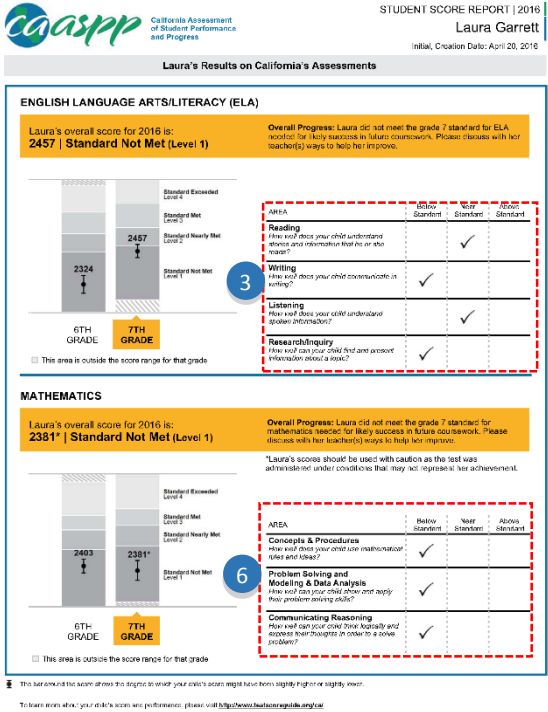 STUDENT SCORE REPORT | 2016
caaspp
California Assessment
of Student Performance
and Progress
Laura Garrett
Initial, Creation Date: April 20, 2016
Laura's Results on California's Assessments
ENGLISH LANGUAGE ARTS/LITERACY (ELA)
Laura's overall score for 2016 is:
2457 | Standard Not Met (Level 1)
Overall Progress: Laura did not meet the grade 7 standard for ELA
needed for likely success in future coursework. Please discuss with her
teacher(s) ways to help her improve.
Standard Exceeded
Level 4
Standard Met
Level 3
Standard Nearly Met
Level 2
Standard Not Met
Level 1
2324
2457
6TH
GRADE
7TH
GRADE
This area is outside the score range for that grade
3
AREA
Below
Standard
Near
Standard
Above
Standard
Reading
How well does your child understand
stories and information that he or she
reads?
Writing
How well does your child communicate in
writing?
Listening
How well does your child understand
spoken information?
Research/Inquiry
How well can your child find and present
information about a topic?
MATHEMATICS
Laura's overall score for 2016 is:
2381* | Standard Not Met (Level 1)
Overall Progress: Laura did not meet the grade 7 standard for
mathematics needed for likely success in future coursework. Please
discuss with her teacher(s) ways to help her improve.
*Laura's scores should be used with caution as the test was
administered under conditions that may not represent her achievement.
Standard Exceeded
Level 4
Standard Met
Level 3
Standard Nearly Met
Level 2
Standard Not Met
Level 1
2403
2381*
6TH
GRADE
7TH
GRADE
This area is outside the score range for that grade
6
AREA
Below
Standard
Near
Standard
Above
Standard
Concepts & Procedures
How well does your child use mathematical
rules and ideas?
Problem Solving and
Modeling & Data Analysis
How well can your child show and apply
their problem solving skills?
Communicating Reasoning
How well can your child think logically and
express their thoughts in order to solve a
problem?
The bar around the score shows the degree to which your child's score might have been slightly higher or slightly lower.
To learn more about your child's score and performance, please visit http://www.testscoreguide.org/ca/